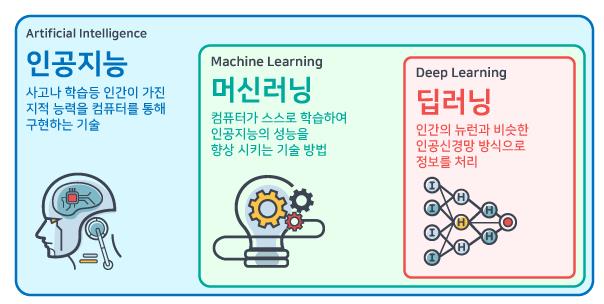 Artificial Intelligence
인공지능
사고나 학습등 인간이 가진
지적 능력을 컴퓨터를 통해
구현하는 기술
Machine Learning
머신러닝
컴퓨터가 스스로 학습하여
인공지능의 성능을
향상 시키는 기술 방법
Deep Learning
딥러닝
인간의 뉴런과 비슷한
인공신경망 방식으로
정보를 처리
I
H
I
H
H
I
H
H
I